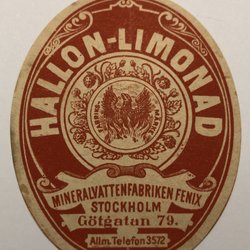 HALLON-LIMONAD
MINERALVATTENFABRIKEN FENIX
STOCKHOLM
Götgatan 79.
Allm. Telefon 3572